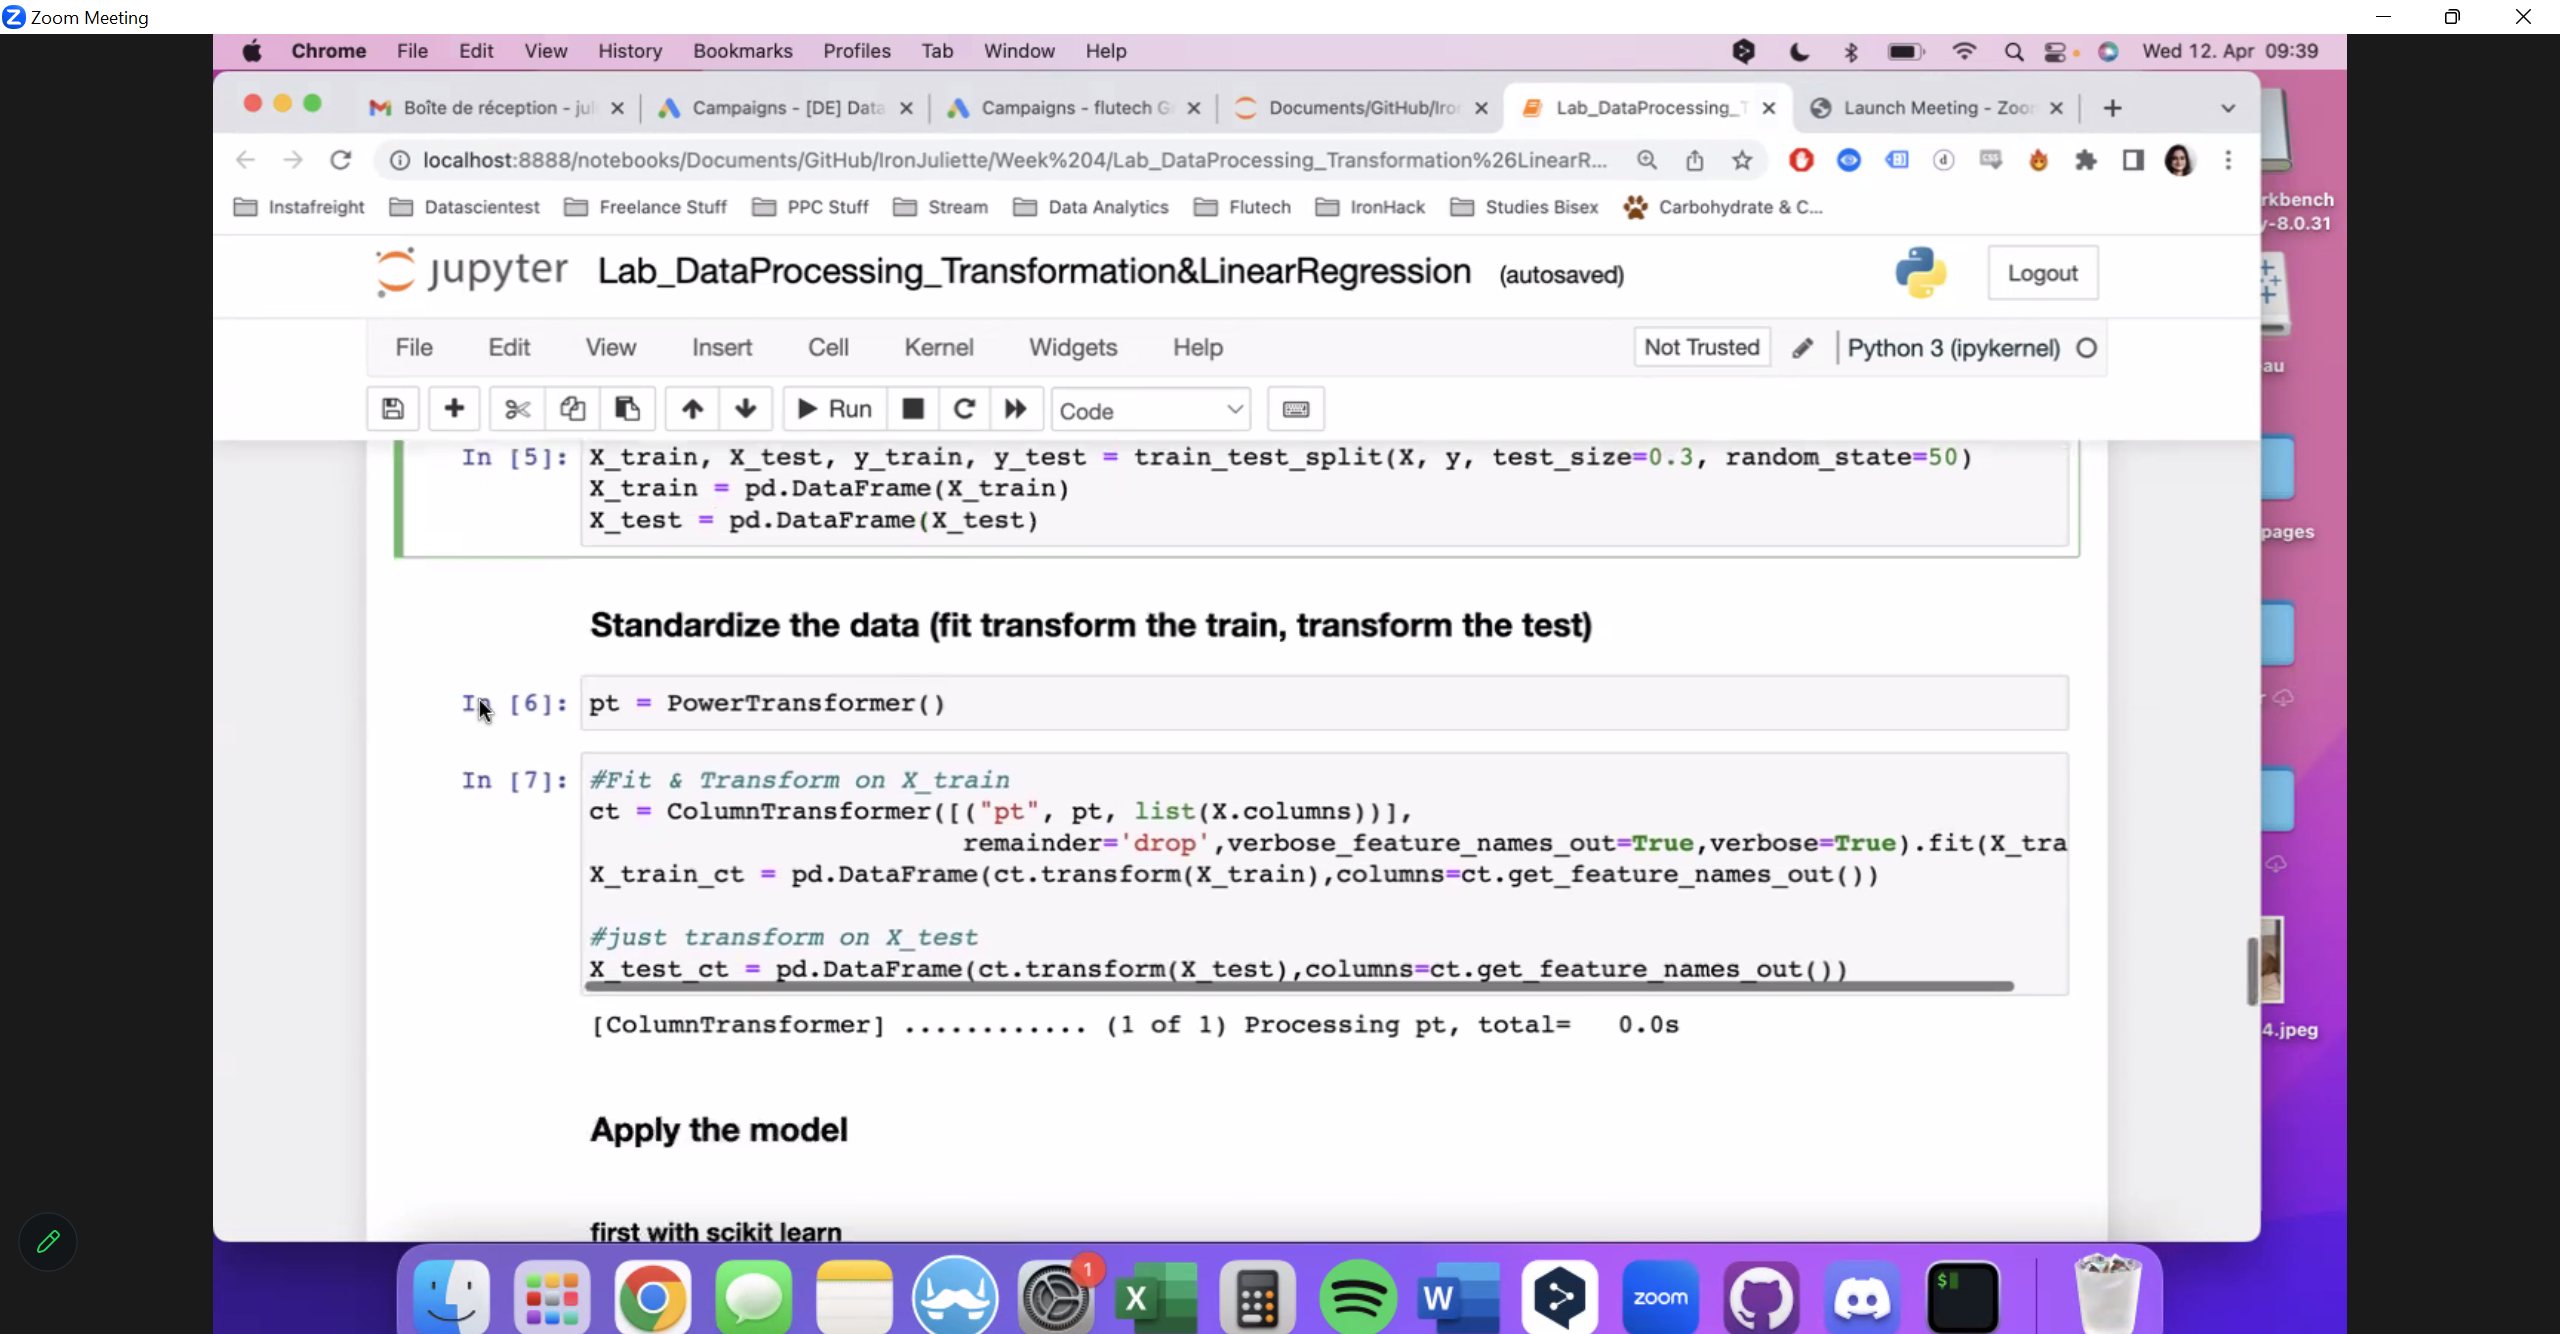 Zoom Meeting
Chrome File Edit View History Bookmarks Profiles Tab Window Help Wed 12. Apr 09:39
Boîte de réception - jul Campaigns - [DE] Data Campaigns - flutech G Documents/GitHub/Iron Lab_DataProcessing_T Launch Meeting - Zoom
localhost:8888/notebooks/Documents/GitHub/IronJuliette/Week%204/Lab_DataProcessing_Transformation%26LinearR...
Instafreight Datascientest Freelance Stuff PPC Stuff Stream Data Analytics Flutech IronHack Studies Bisex Carbohydrate & C...
rkbench
y-8.0.31
jupyter Lab_DataProcessing_Transformation&LinearRegression (autosaved) Logout
File Edit View Insert Cell Kernel Widgets Help Not Trusted Python 3 (ipykernel)
au
Run Code
In [5]: X_train, X_test, y_train, y_test = train_test_split(X, y, test_size=0.3, random_state=50)
X_train = pd.DataFrame(X_train)
X_test = pd.DataFrame(X_test)
pages
Standardize the data (fit transform the train, transform the test)
In [6]: pt = PowerTransformer()
In [7]: #Fit & Transform on X_train
ct = ColumnTransformer([("pt", pt, list(X.columns))],
remainder='drop',verbose_feature_names_out=True,verbose=True).fit(X_tra
X_train_ct = pd.DataFrame(ct.transform(X_train),columns=ct.get_feature_names_out())
#just transform on X_test
X_test_ct = pd.DataFrame(ct.transform(X_test),columns=ct.get_feature_names_out())
[ColumnTransformer] ............ (1 of 1) Processing pt, total= 0.0s
4.jpeg
Apply the model
first with scikit learn
1
X
W
zoom
$